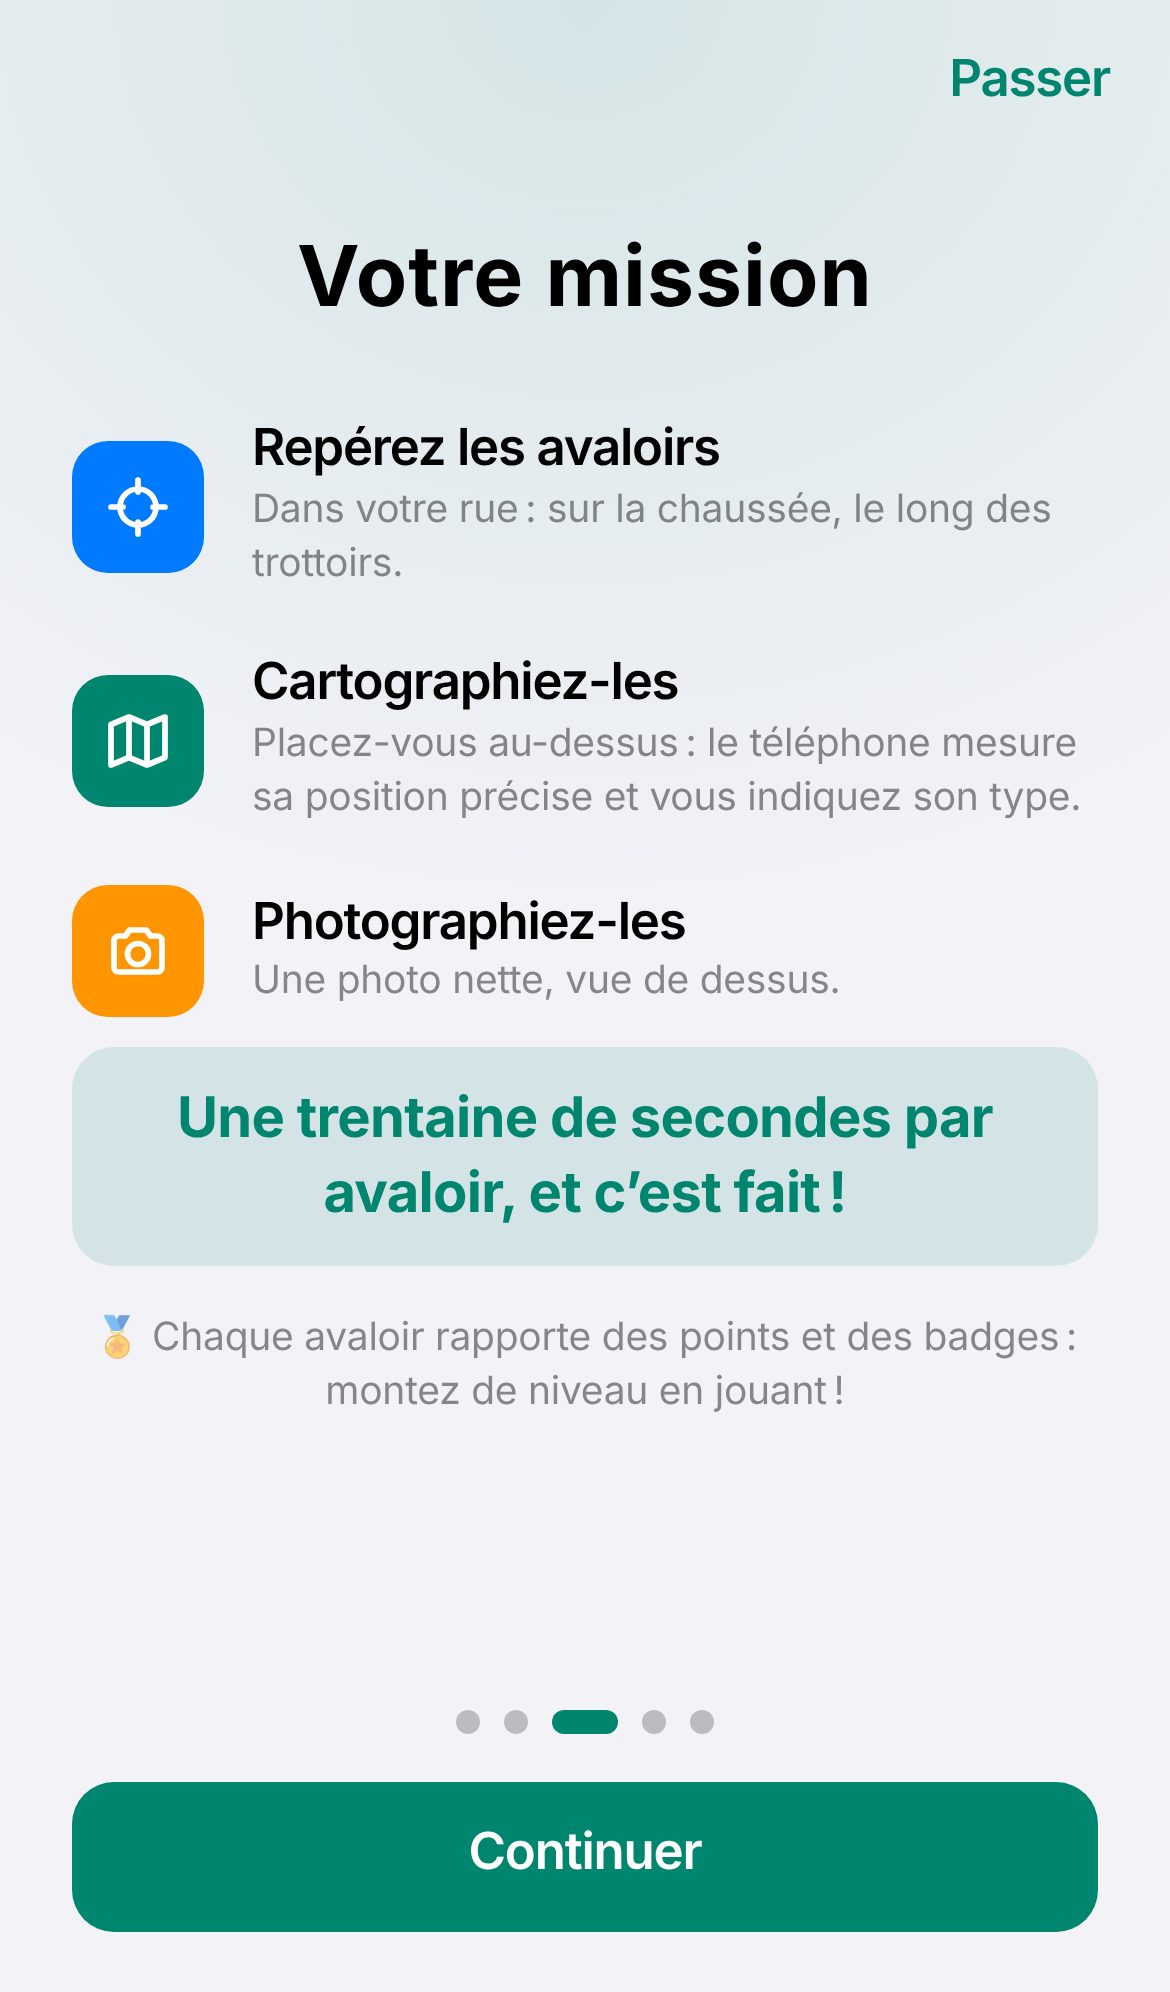 Passer
Votre mission
Repérez les avaloirs
Dans votre rue : sur la chaussée, le long des
trottoirs.
Cartographiez-les
Placez-vous au-dessus : le téléphone mesure
sa position précise et vous indiquez son type.
Photographiez-les
Une photo nette, vue de dessus.
Une trentaine de secondes par
avaloir, et c’est fait !
🏅 Chaque avaloir rapporte des points et des badges :
montez de niveau en jouant !
Continuer